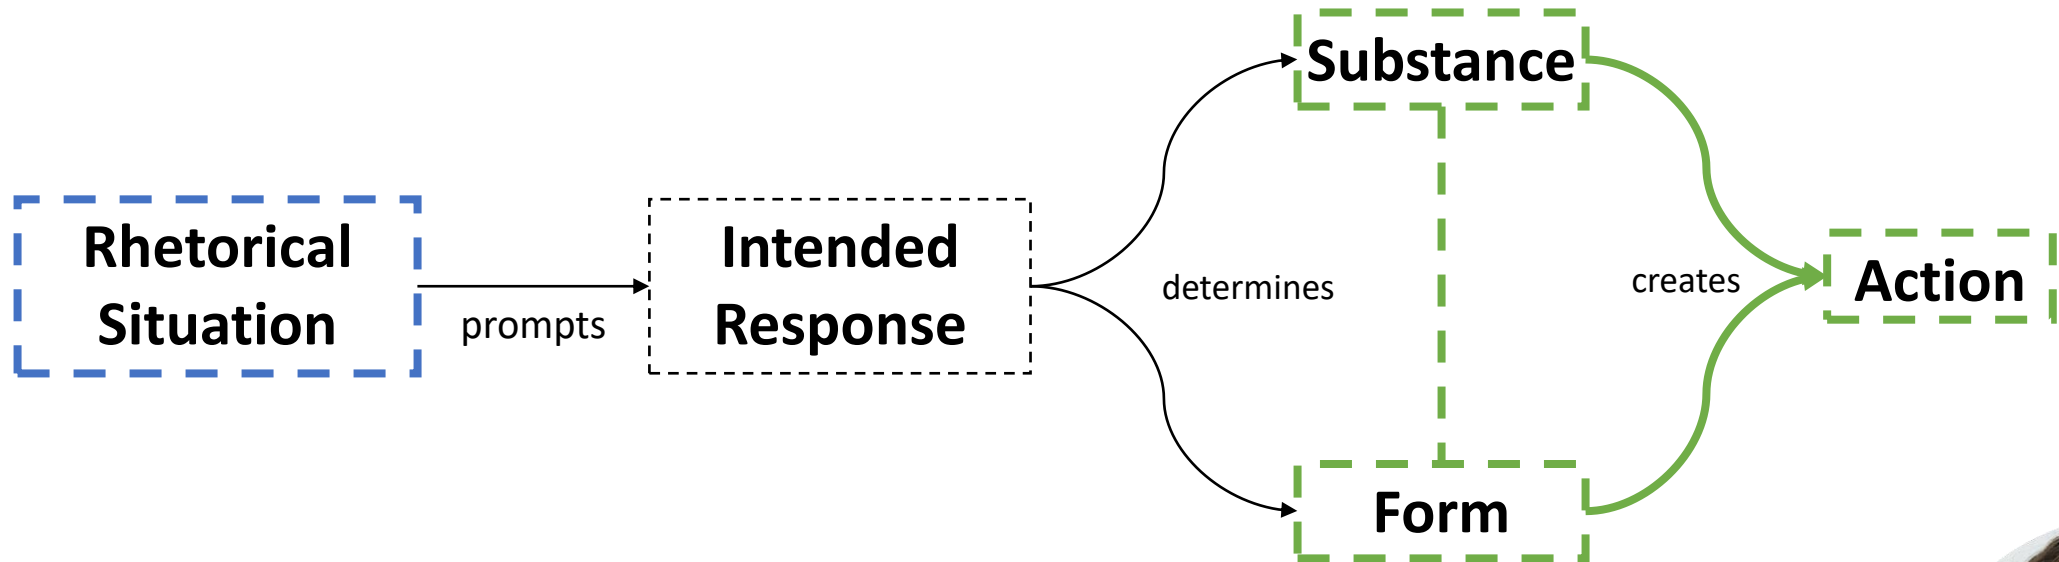 Rhetorical
Situation
prompts
Intended
Response
determines
Substance
Form
creates
Action